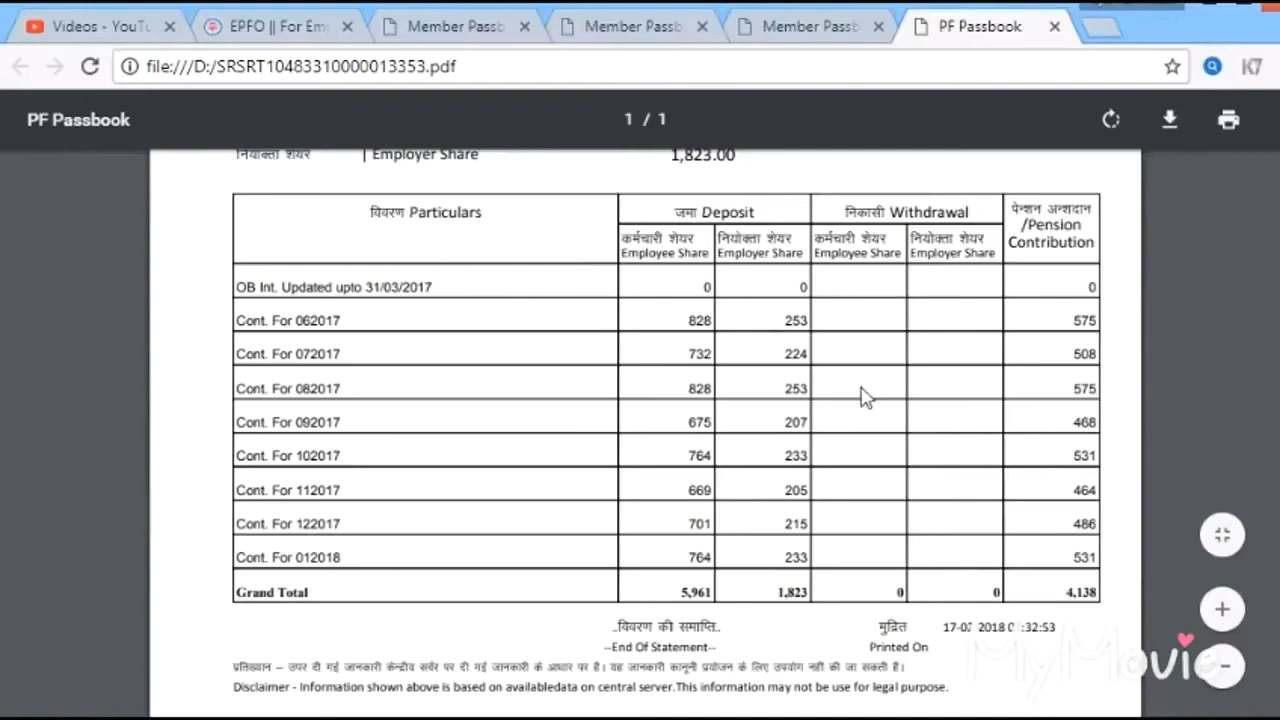 Videos - YouTu
EPFO || For Em
Member Passb
Member Passb
Member Passb
PF Passbook
file:///D:/SRSRT10483310000013353.pdf
K7
PF Passbook
1 / 1
नियोक्ता शेयर | Employer Share 1,823.00
विवरण Particulars
जमा Deposit
निकासी Withdrawal
पेन्शन अन्शदान
/Pension
Contribution
कर्मचारी शेयर
Employee Share
नियोक्ता शेयर
Employer Share
कर्मचारी शेयर
Employee Share
नियोक्ता शेयर
Employer Share
OB Int. Updated upto 31/03/2017 0 0 0
Cont. For 062017 828 253 575
Cont. For 072017 732 224 508
Cont. For 082017 828 253 575
Cont. For 092017 675 207 468
Cont. For 102017 764 233 531
Cont. For 112017 669 205 464
Cont. For 122017 701 215 486
Cont. For 012018 764 233 531
Grand Total 5,961 1,823 0 0 4,138
..विवरण की समाप्ति..
--End Of Statement--
मुद्रित
Printed On
2018 :32:53
प्रतिख्यान – उपर दी गई जानकारी केन्द्रीय सर्वर पर दी गई जानकारी के आधार पर है। यह जानकारी कानूनी प्रयोजन के लिए उपयोग नहीं की जा सकती हैं।
Disclaimer - Information shown above is based on availabledata on central server.This information may not be use for legal purpose.
MyMovie